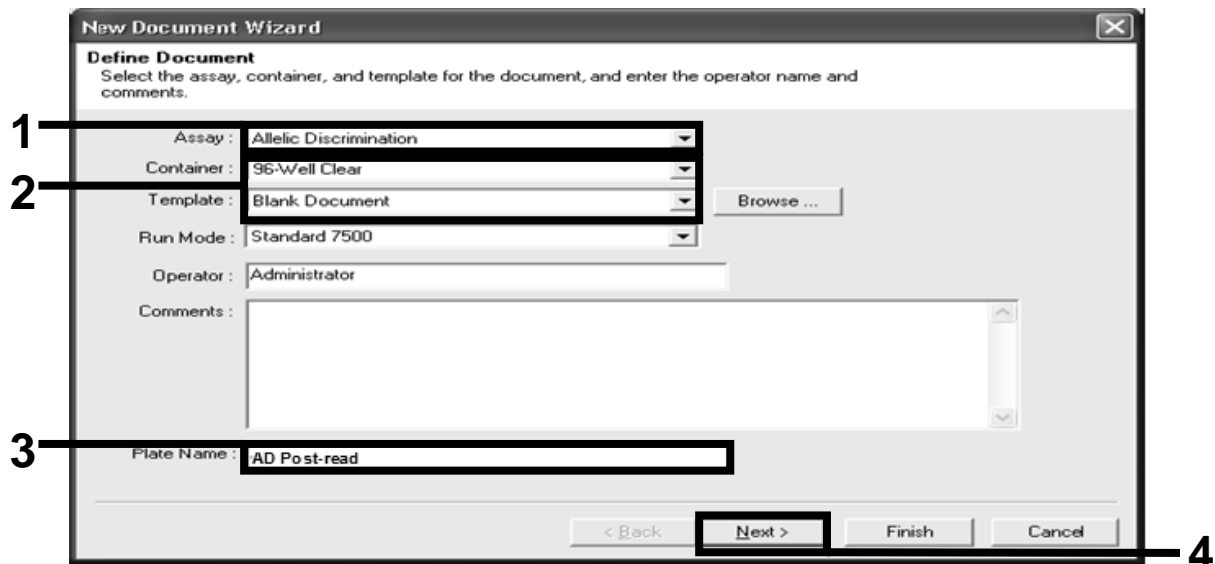 New Document Wizard
Define Document
Select the assay, container, and template for the document, and enter the operator name and
comments.
1
Assay : Allelic Discrimination
Container : 96-Well Clear
2
Template : Blank Document Browse ...
Run Mode : Standard 7500
Operator : Administrator
Comments :
3
Plate Name : AD Post-read
< Back Next > Finish Cancel
4